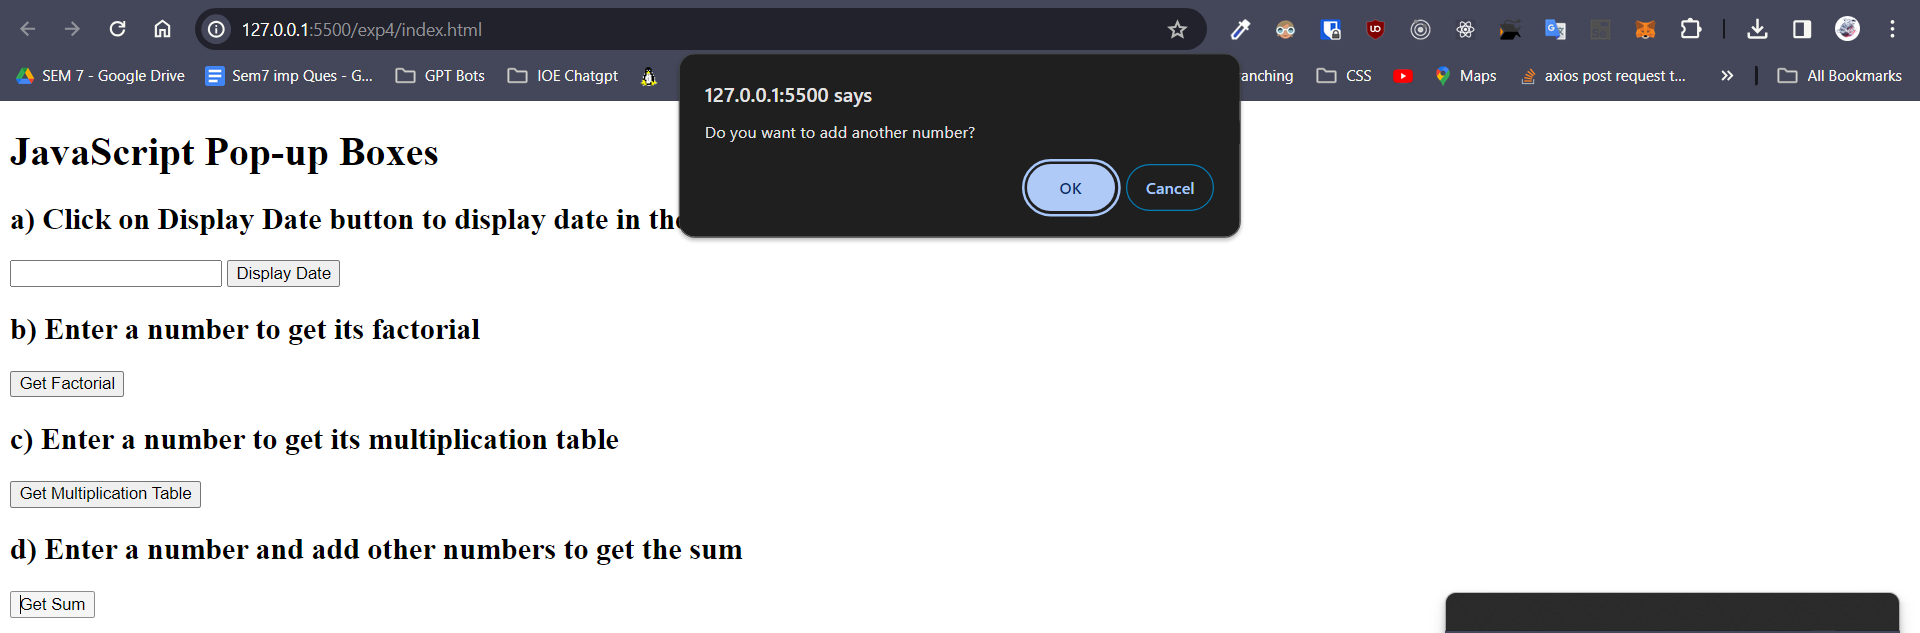 127.0.0.1:5500/exp4/index.html
SEM 7 - Google Drive
Sem7 imp Ques - G...
GPT Bots
IOE Chatgpt
anching
CSS
Maps
axios post request t...
»
All Bookmarks
127.0.0.1:5500 says
Do you want to add another number?
OK
Cancel
JavaScript Pop-up Boxes
a) Click on Display Date button to display date in the
Display Date
b) Enter a number to get its factorial
Get Factorial
c) Enter a number to get its multiplication table
Get Multiplication Table
d) Enter a number and add other numbers to get the sum
Get Sum